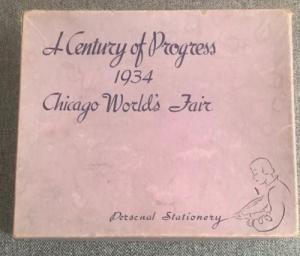 A Century of Progress
1934
Chicago World's Fair
Personal Stationery